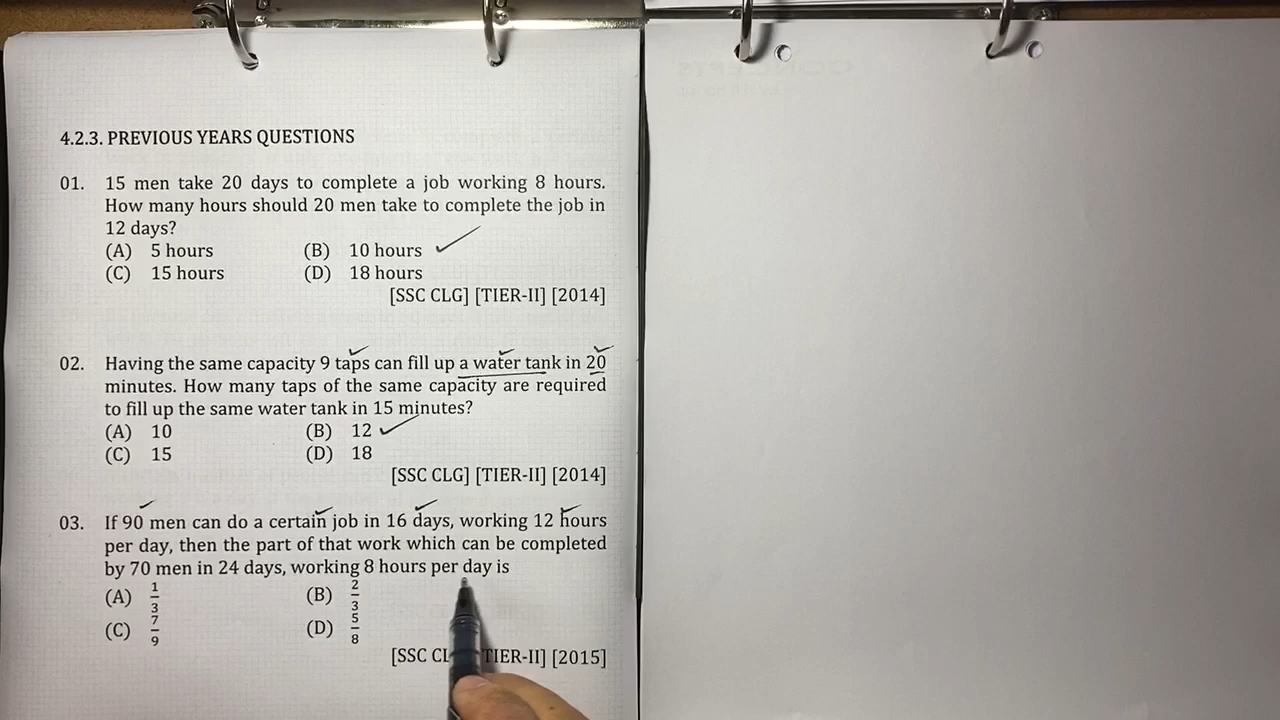 4.2.3. PREVIOUS YEARS QUESTIONS
01. 15 men take 20 days to complete a job working 8 hours.
How many hours should 20 men take to complete the job in
12 days?
(A) 5 hours (B) 10 hours
(C) 15 hours (D) 18 hours
[SSC CLG] [TIER-II] [2014]
02. Having the same capacity 9 taps can fill up a water tank in 20
minutes. How many taps of the same capacity are required
to fill up the same water tank in 15 minutes?
(A) 10 (B) 12
(C) 15 (D) 18
[SSC CLG] [TIER-II] [2014]
03. If 90 men can do a certain job in 16 days, working 12 hours
per day, then the part of that work which can be completed
by 70 men in 24 days, working 8 hours per day is
(A) 1/3 (B) 2/3
(C) 7/9 (D) 5/8
[SSC CL TIER-II] [2015]